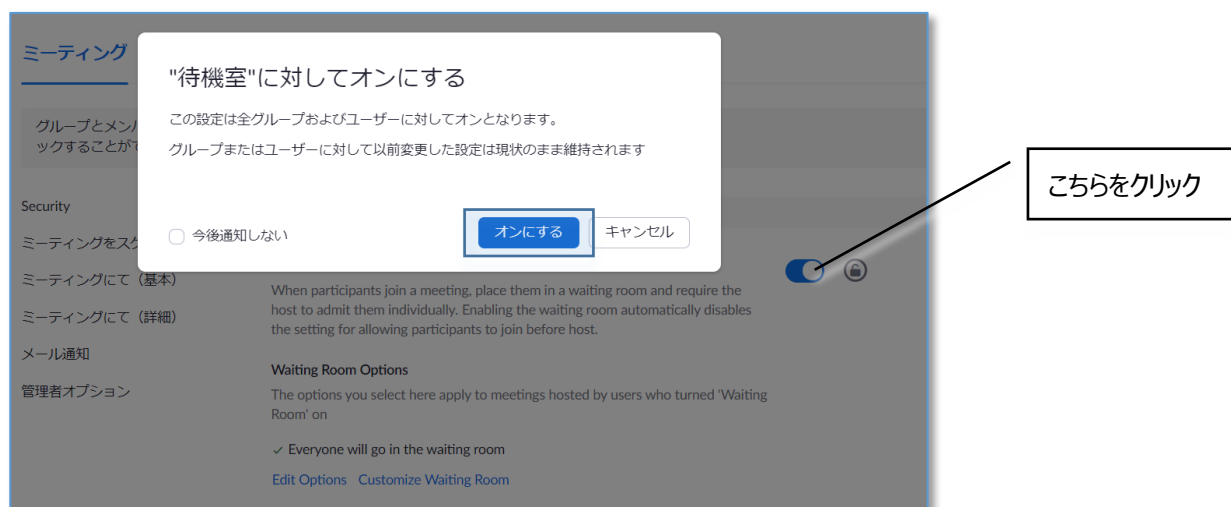 ミーティング
"待機室"に対してオンにする
この設定は全グループおよびユーザーに対してオンとなります。
グループまたはユーザーに対して以前変更した設定は現状のまま維持されます
今後通知しない
オンにする
キャンセル
グループとメン
ックすることが
Security
ミーティングをスケ
ミーティングにて（基本）
ミーティングにて（詳細）
メール通知
管理者オプション
When participants join a meeting, place them in a waiting room and require the
host to admit them individually. Enabling the waiting room automatically disables
the setting for allowing participants to join before host.
Waiting Room Options
The options you select here apply to meetings hosted by users who turned 'Waiting
Room' on
✓ Everyone will go in the waiting room
Edit Options Customize Waiting Room
こちらをクリック